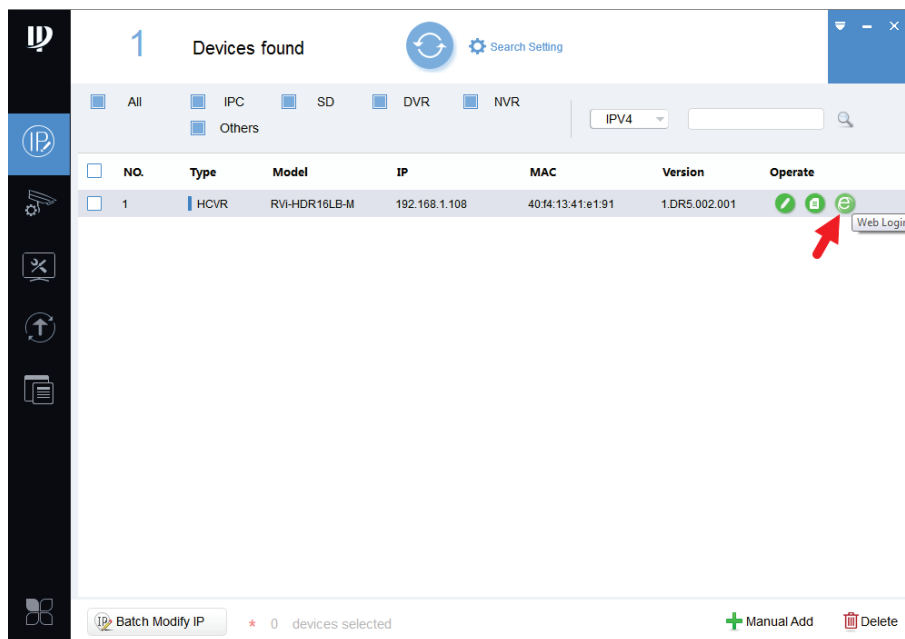 1 Devices found Search Setting
All IPC SD DVR NVR
Others
IPV4
NO. Type Model IP MAC Version Operate
1 HCVR RVi-HDR16LB-M 192.168.1.108 40:f4:13:41:e1:91 1.DR5.002.001
Web Login
Batch Modify IP * 0 devices selected Manual Add Delete